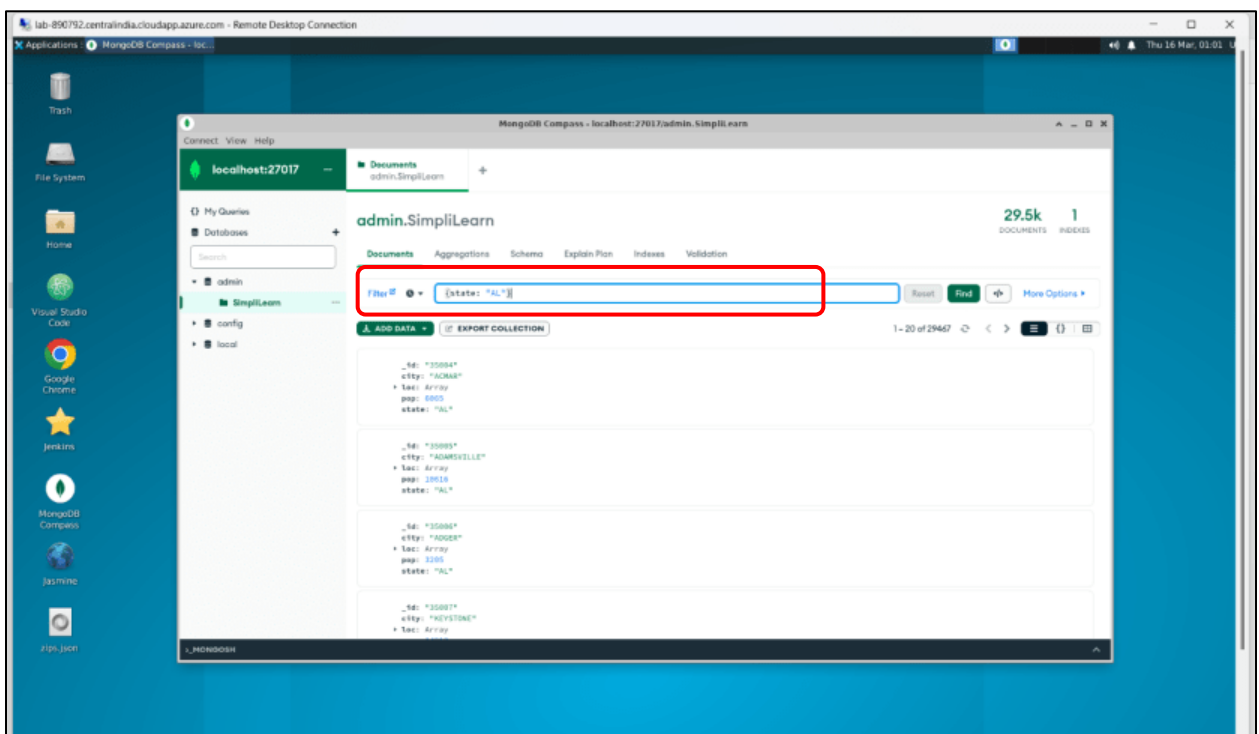 lab-890792.centralindia.cloudapp.azure.com - Remote Desktop Connection
Applications : MongoDB Compass - loc...
Thu 16 Mar, 01:01 U
Trash
File System
Home
Visual Studio
Code
Google
Chrome
Jenkins
MongoDB
Compass
Jasmine
zips.json
MongoDB Compass - localhost:27017/admin.SimpliLearn
Connect View Help
localhost:27017
My Queries
Databases
Search
admin
SimpliLearn
config
local
Documents
admin.SimpliLearn
admin.SimpliLearn
29.5k 1
DOCUMENTS INDEXES
Documents Aggregations Schema Explain Plan Indexes Validation
Filter {state: "AL"} Reset Find </> More Options
ADD DATA EXPORT COLLECTION 1 – 20 of 29467 {}
_id: "35004"
city: "ACMAR"
loc: Array
pop: 6055
state: "AL"
_id: "35005"
city: "ADAMSVILLE"
loc: Array
pop: 10616
state: "AL"
_id: "35006"
city: "ADGER"
loc: Array
pop: 3205
state: "AL"
_id: "35007"
city: "KEYSTONE"
loc: Array
>_MONGOSH